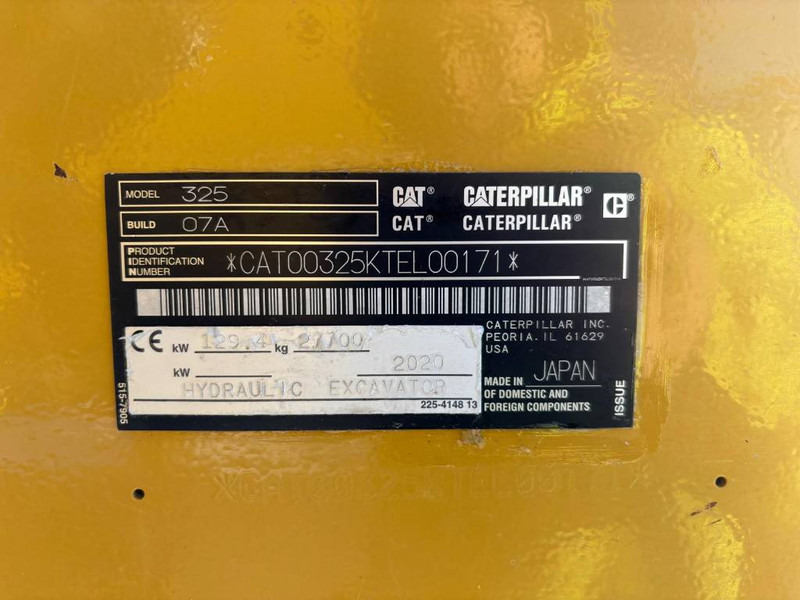 MODEL 325 CAT® CATERPILLAR® C
BUILD 07A CAT® CATERPILLAR®
PRODUCT
IDENTIFICATION
NUMBER *CAT00325KTEL00171*
CE kW 129.4 kg 27700
kW 2020
HYDRAULIC EXCAVATOR
225-4148 13
515-7905
CATERPILLAR INC.
PEORIA. IL 61629
USA
MADE IN JAPAN
OF DOMESTIC AND
FOREIGN COMPONENTS
ISSUE